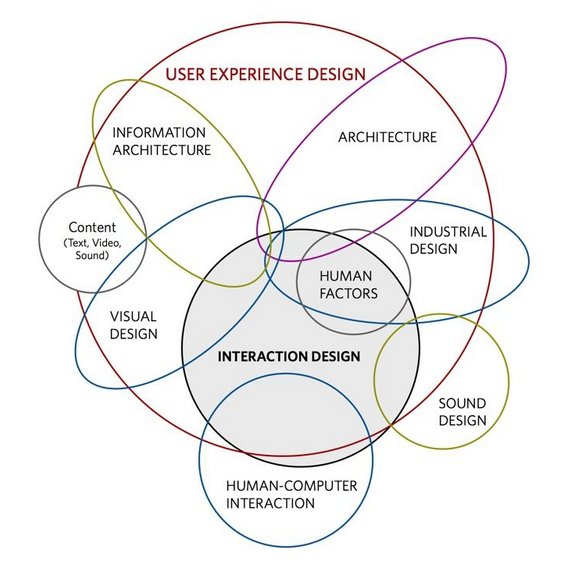 USER EXPERIENCE DESIGN
INFORMATION
ARCHITECTURE
ARCHITECTURE
Content
(Text, Video,
Sound)
INDUSTRIAL
DESIGN
HUMAN
FACTORS
VISUAL
DESIGN
INTERACTION DESIGN
SOUND
DESIGN
HUMAN-COMPUTER
INTERACTION